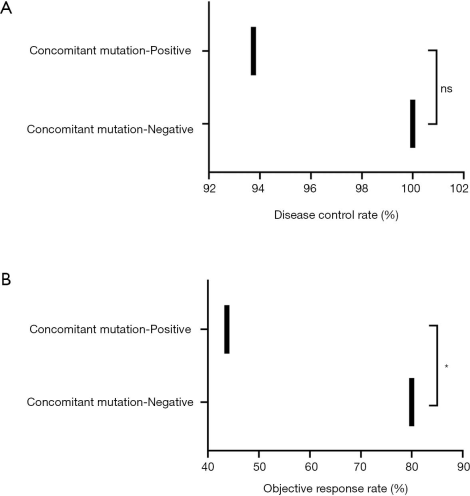 A
Concomitant mutation-Positive
ns
Concomitant mutation-Negative
92 94 96 98 100 102
Disease control rate (%)
B
Concomitant mutation-Positive
*
Concomitant mutation-Negative
40 50 60 70 80 90
Objective response rate (%)